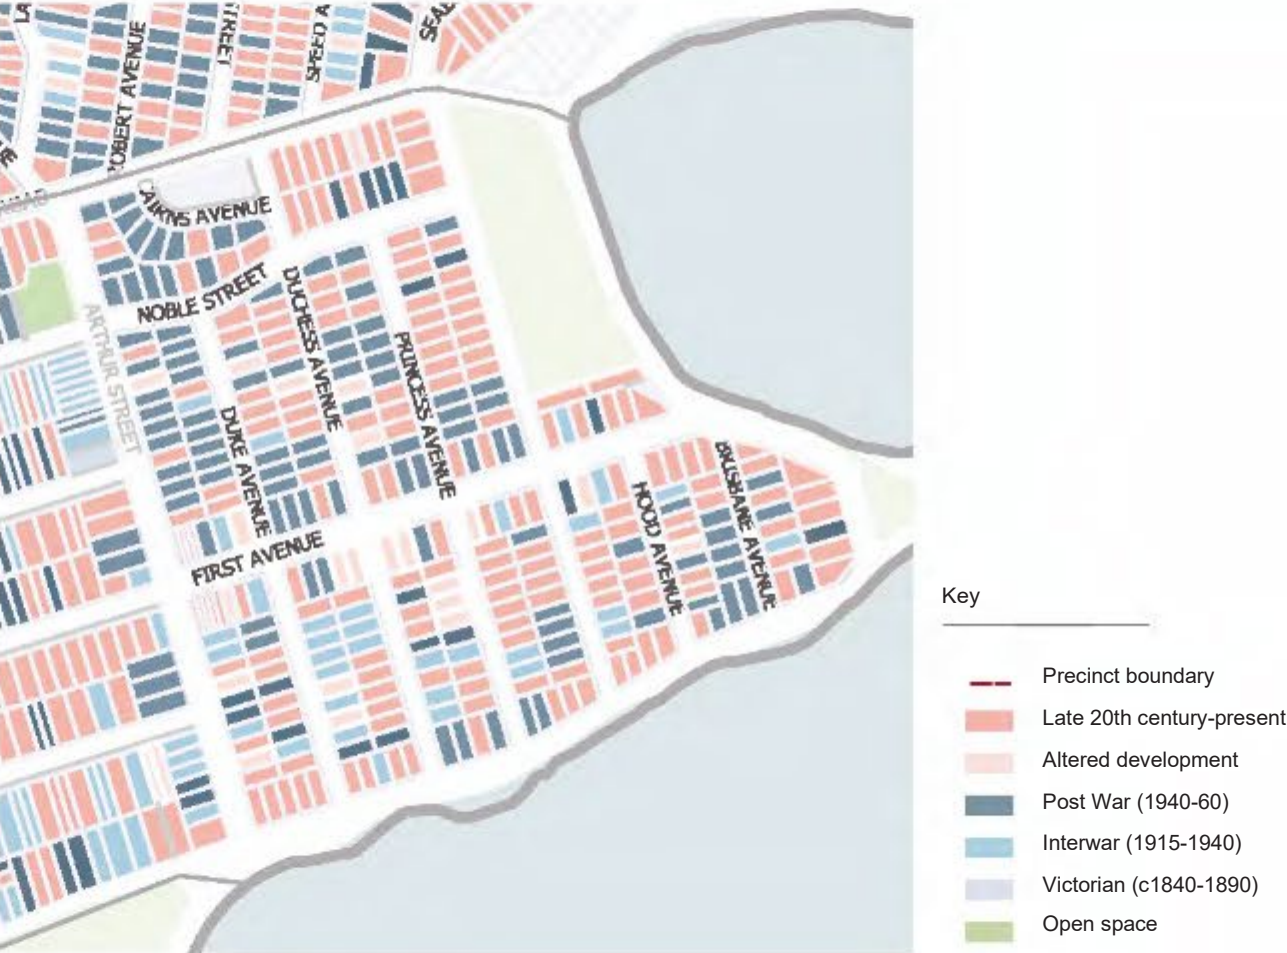 ROBERT AVENUE
STREET
CAIRNS AVENUE
NOBLE STREET
DUCHESS AVENUE
ARTHUR STREET
PRINCESS AVENUE
DUKE AVENUE
FIRST AVENUE
HOOD AVENUE
BRISBANE AVENUE
Key
Precinct boundary
Late 20th century-present
Altered development
Post War (1940-60)
Interwar (1915-1940)
Victorian (c1840-1890)
Open space